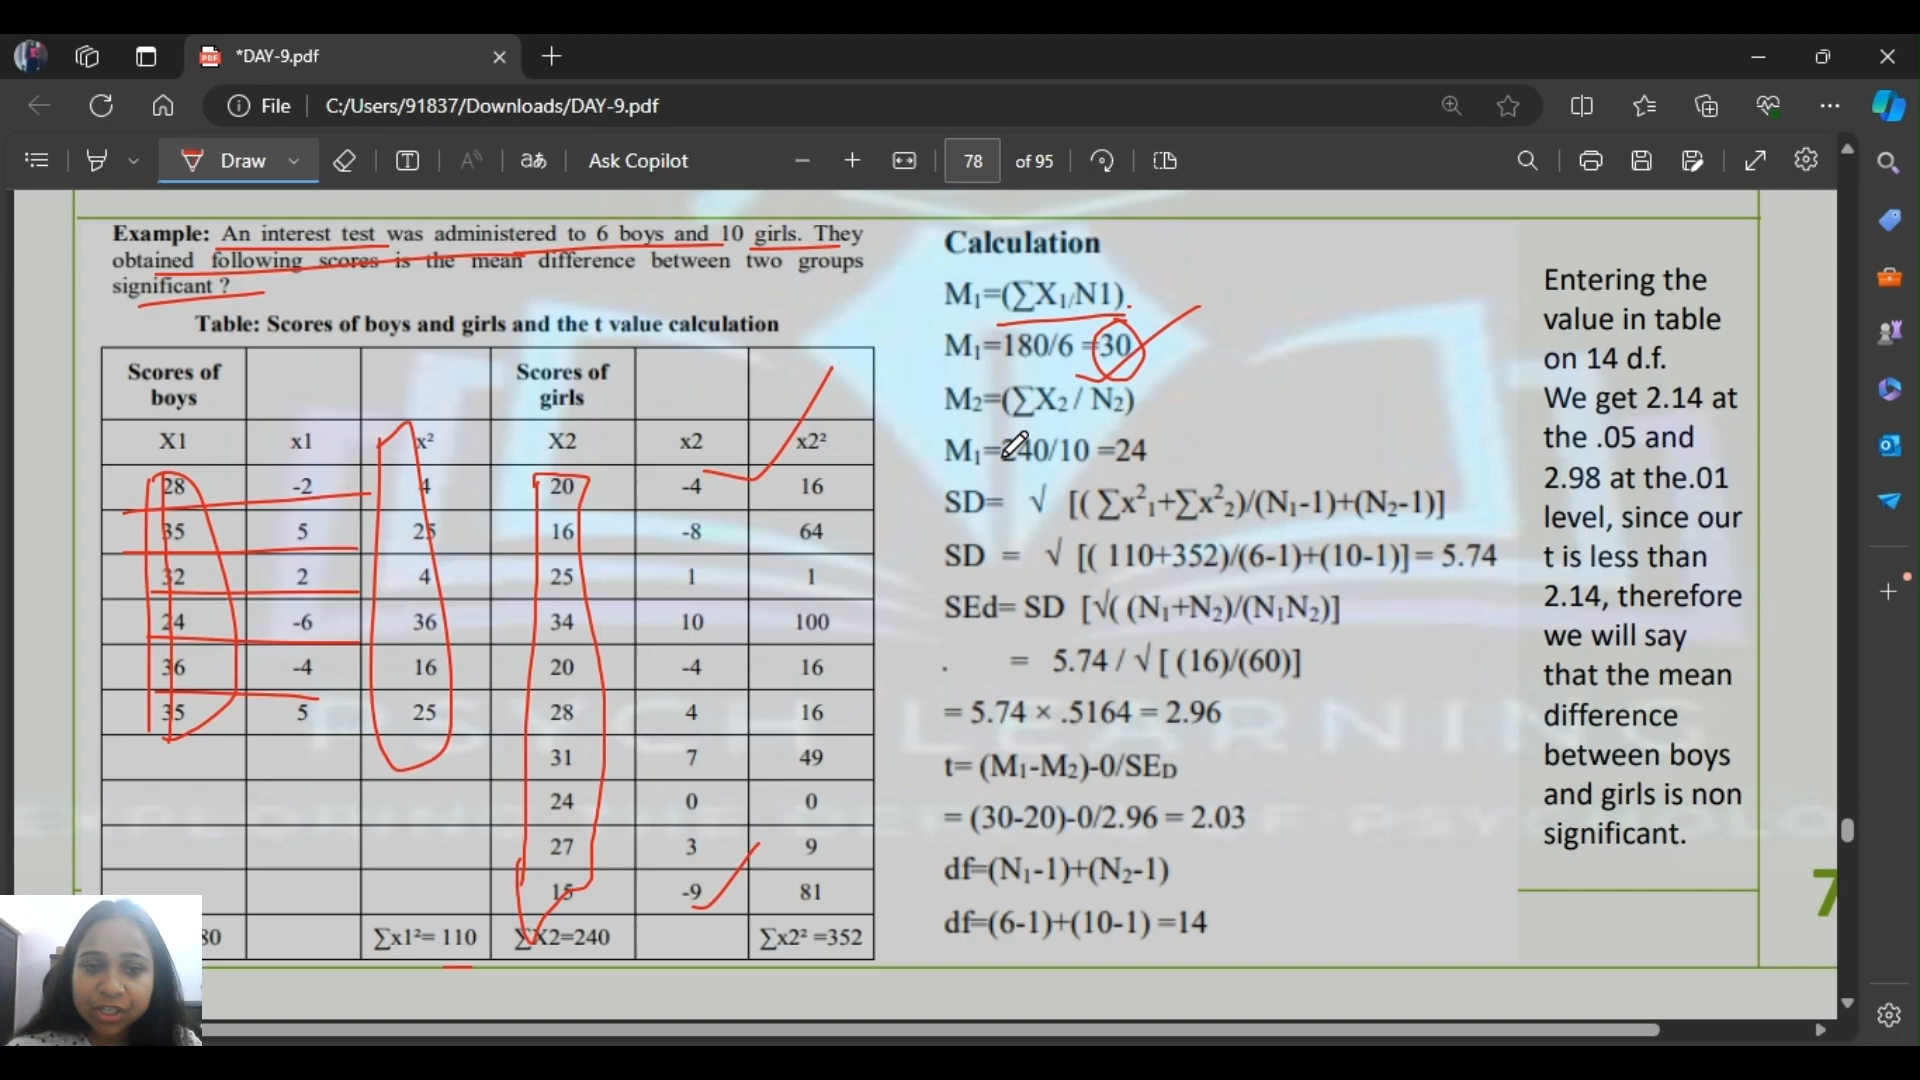 *DAY-9.pdf
File
C:/Users/91837/Downloads/DAY-9.pdf
Draw
Ask Copilot
78
of 95
Example: An interest test was administered to 6 boys and 10 girls. They
obtained following scores is the mean difference between two groups
significant ?
Table: Scores of boys and girls and the t value calculation
Scores of boys Scores of girls
X1 x1 x² X2 x2 x2²
28 -2 4 20 -4 16
35 5 25 16 -8 64
32 2 4 25 1 1
24 -6 36 34 10 100
36 -4 16 20 -4 16
35 5 25 28 4 16
31 7 49
24 0 0
27 3 9
15 -9 81
80 ∑x1²= 110 ∑X2=240 ∑x2² =352
Calculation
M₁=(∑X₁/N1)
M₁=180/6 =30
M₂=(∑X₂ / N₂)
M₁=240/10 =24
SD= √ [( ∑x²₁+∑x²₂)/(N₁-1)+(N₂-1)]
SD = √ [( 110+352)/(6-1)+(10-1)] = 5.74
SEd= SD [√( (N₁+N₂)/(N₁N₂)]
. = 5.74 / √ [ (16)/(60)]
= 5.74 × .5164 = 2.96
t= (M₁-M₂)-0/SE_D
= (30-20)-0/2.96 = 2.03
df=(N₁-1)+(N₂-1)
df=(6-1)+(10-1) =14
Entering the
value in table
on 14 d.f.
We get 2.14 at
the .05 and
2.98 at the.01
level, since our
t is less than
2.14, therefore
we will say
that the mean
difference
between boys
and girls is non
significant.
7
PSYCH LEARNING